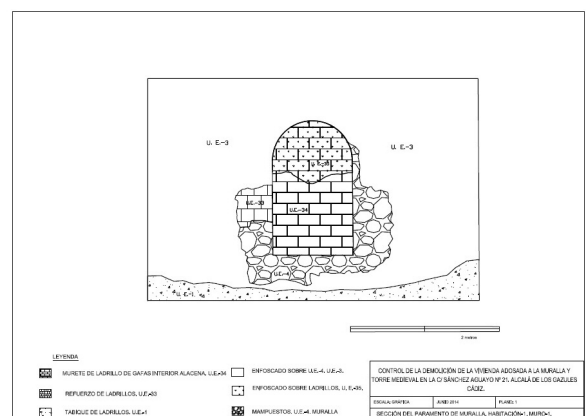 U. E.-3
U. E.-3
U.E.-35
U.E.-33
U.E.-34
U.E.-4
U. E.-1
2 metros
LEYENDA
MURETE DE LADRILLO DE GAFAS INTERIOR ALACENA. U.E-34
ENFOSCADO SOBRE U.E.-4. U.E.-3.
REFUERZO DE LADRILLOS. U.E.-33
ENFOSCADO SOBRE LADRILLOS, U. E.-35.
TABIQUE DE LADRILLOS. U.E.-1
MAMPUESTOS. U.E.-4. MURALLA
CONTROL DE LA DEMOLICIÓN DE LA VIVIENDA ADOSADA A LA MURALLA Y
TORRE MEDIEVAL EN LA C/ SÁNCHEZ AGUAYO Nº 21. ALCALÁ DE LOS GAZULES
CÁDIZ.
ESCALA: GRÁFICA
JUNIO 2014
PLANO: 1
SECCIÓN DEL PARAMENTO DE MURALLA. HABITACIÓN-1, MURO-1.